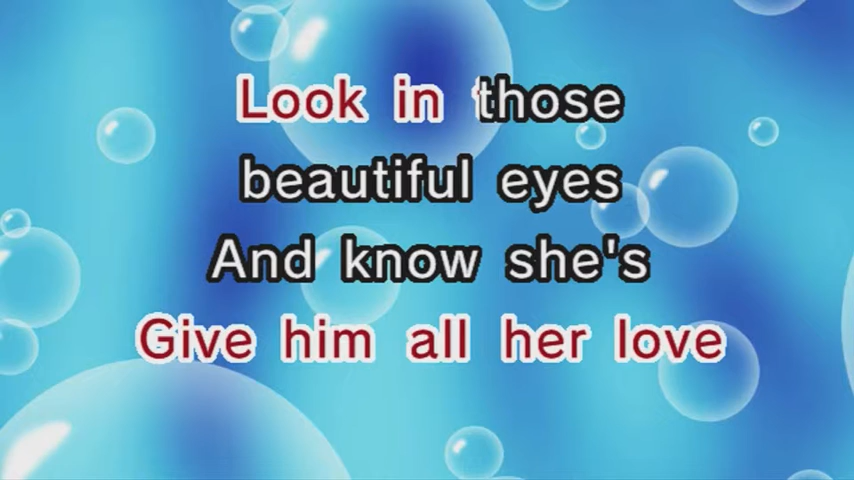 Look in those
beautiful eyes
And know she's
Give him all her love